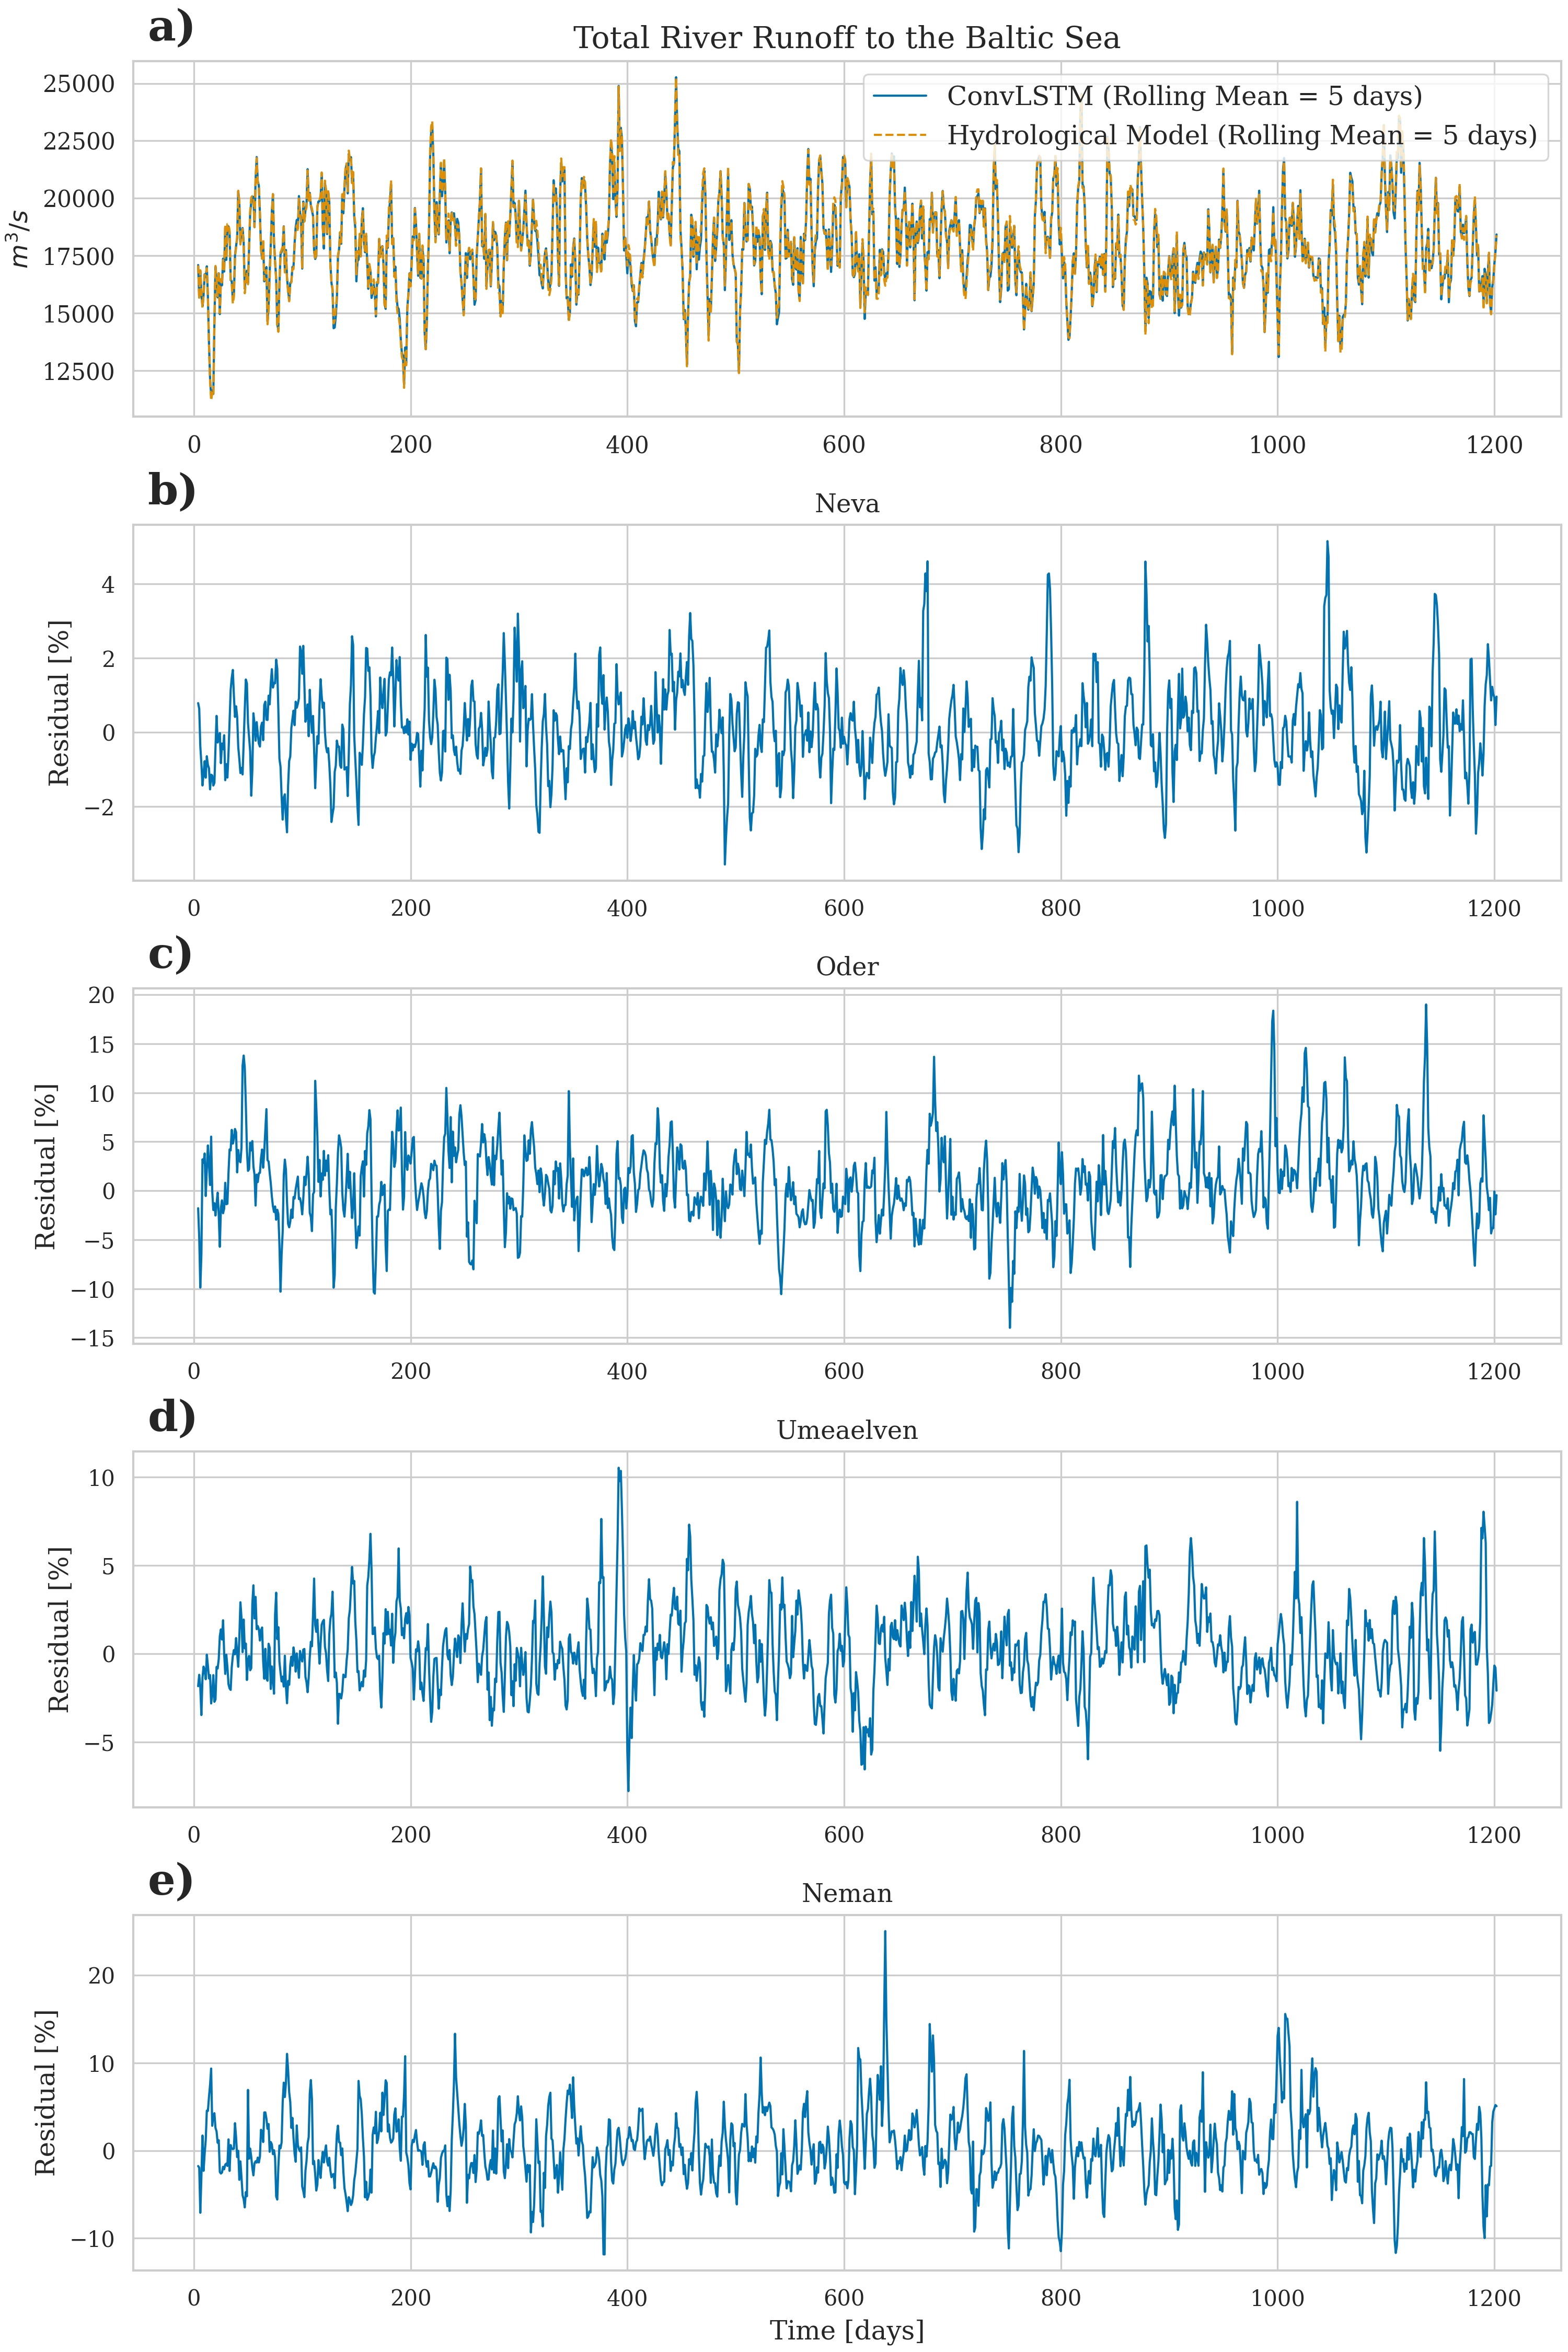 a)
Total River Runoff to the Baltic Sea
m³/s
25000
22500
20000
17500
15000
12500
ConvLSTM (Rolling Mean = 5 days)
Hydrological Model (Rolling Mean = 5 days)
0 200 400 600 800 1000 1200
b)
Neva
Residual [%]
4
2
0
−2
0 200 400 600 800 1000 1200
c)
Oder
Residual [%]
20
15
10
5
0
−5
−10
−15
0 200 400 600 800 1000 1200
d)
Umeaelven
Residual [%]
10
5
0
−5
0 200 400 600 800 1000 1200
e)
Neman
Residual [%]
20
10
0
−10
0 200 400 600 800 1000 1200
Time [days]